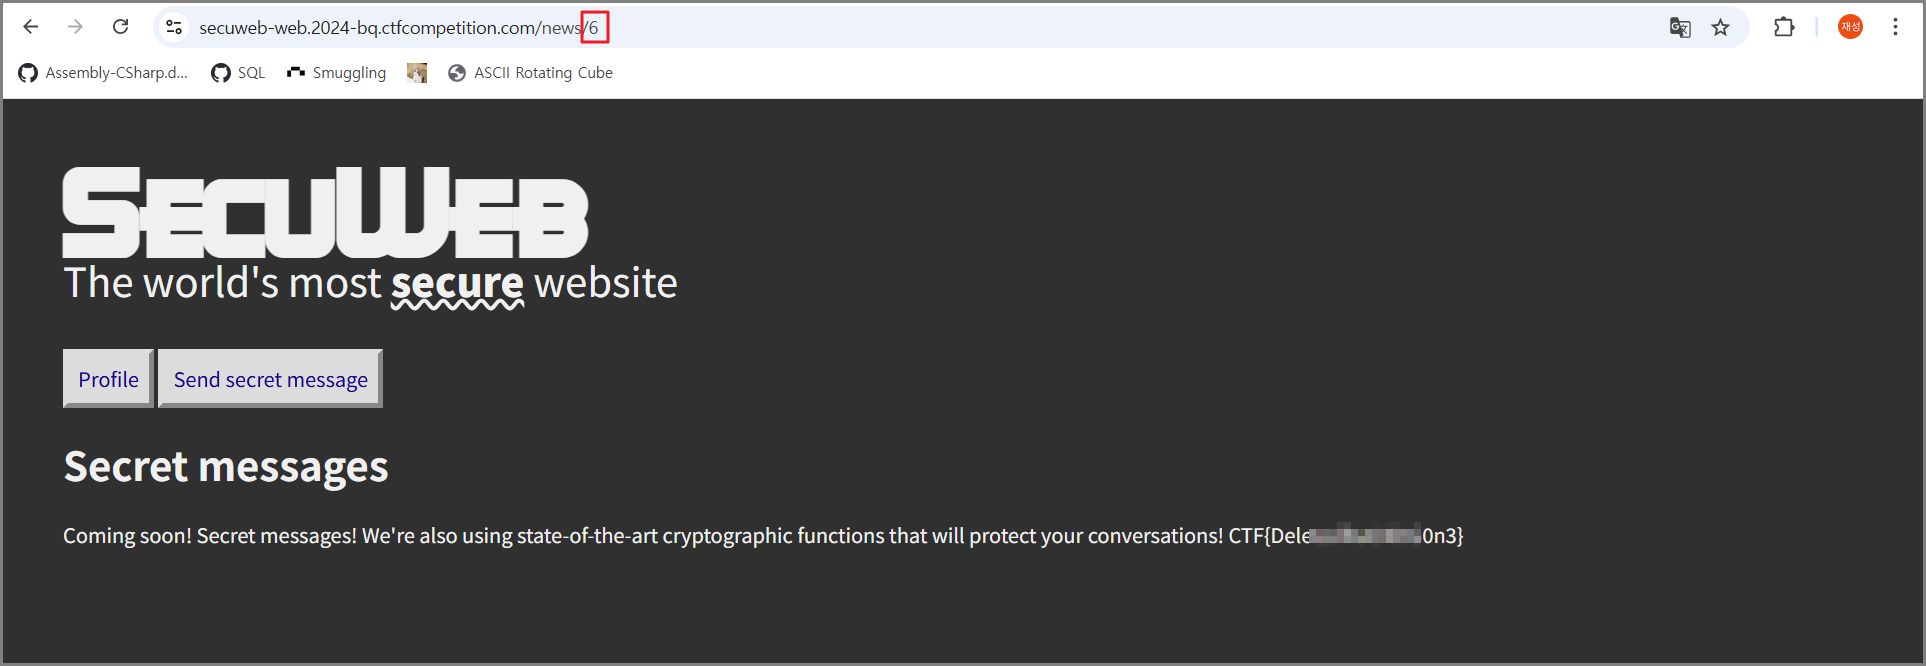 secuweb-web.2024-bq.ctfcompetition.com/news/6
재성
Assembly-CSharp.d...
SQL
Smuggling
ASCII Rotating Cube
SECUWEB
The world's most secure website
Profile
Send secret message
Secret messages
Coming soon! Secret messages! We're also using state-of-the-art cryptographic functions that will protect your conversations! CTF{Dele 0n3}